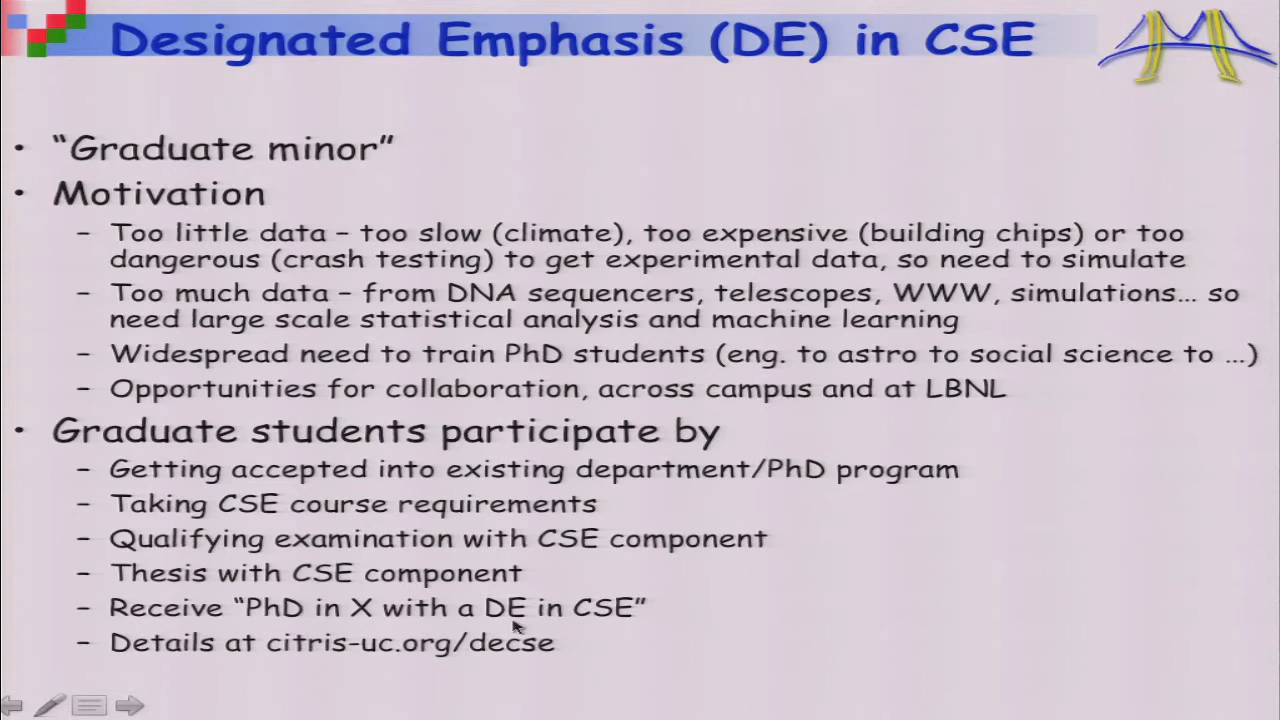 Designated Emphasis (DE) in CSE
• “Graduate minor”
• Motivation
– Too little data – too slow (climate), too expensive (building chips) or too
dangerous (crash testing) to get experimental data, so need to simulate
– Too much data – from DNA sequencers, telescopes, WWW, simulations… so
need large scale statistical analysis and machine learning
– Widespread need to train PhD students (eng. to astro to social science to …)
– Opportunities for collaboration, across campus and at LBNL
• Graduate students participate by
– Getting accepted into existing department/PhD program
– Taking CSE course requirements
– Qualifying examination with CSE component
– Thesis with CSE component
– Receive “PhD in X with a DE in CSE”
– Details at citris-uc.org/decse